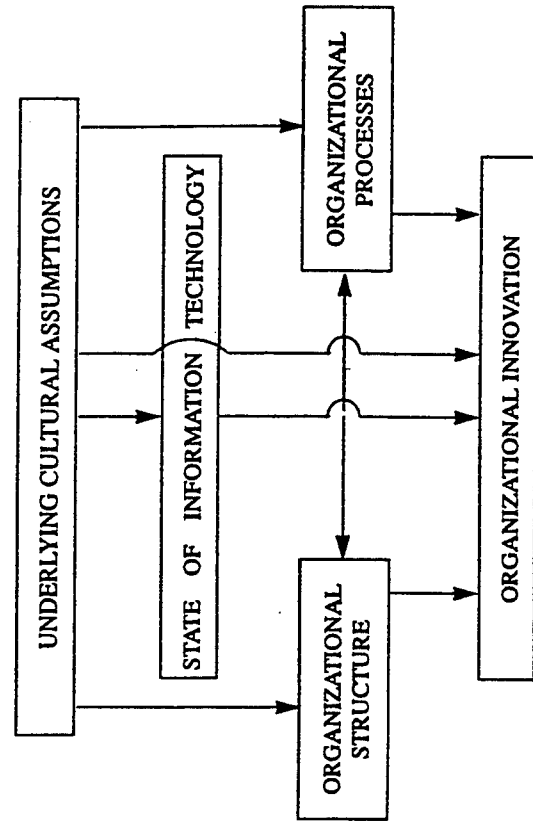 UNDERLYING CULTURAL ASSUMPTIONS
STATE OF INFORMATION TECHNOLOGY
ORGANIZATIONAL
STRUCTURE
ORGANIZATIONAL
PROCESSES
ORGANIZATIONAL INNOVATION